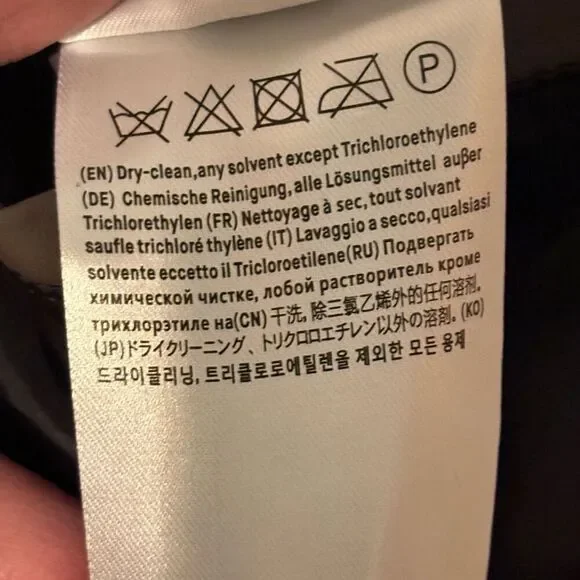 P
(EN) Dry-clean,any solvent except Trichloroethylene
(DE) Chemische Reinigung,alle Lösungsmittel außer
Trichlorethylen (FR) Nettoyage à sec,tout solvant
saufle trichloré thylène (IT) Lavaggio a secco,qualsiasi
solvente eccetto il Tricloroetilene(RU) Подвергать
химической чистке, лобой растворитель кроме
трихлорэтиле на(CN)干洗, 除三氯乙烯外的任何溶剂.
(JP)ドライクリーニング、トリクロロエチレン以外の溶剤. (KO)
드라이클리닝, 트리클로로에틸렌을 제외한 모든 용제